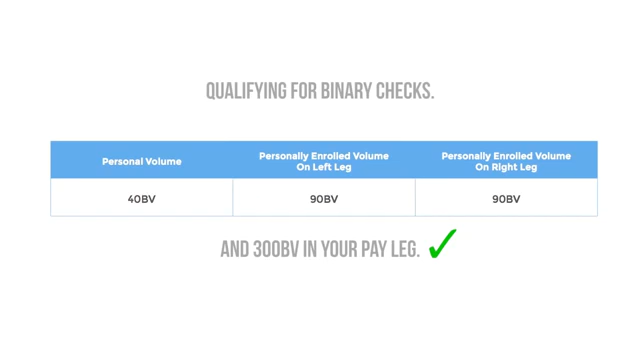 QUALIFYING FOR BINARY CHECKS.
Personal Volume
Personally Enrolled Volume
On Left Leg
Personally Enrolled Volume
On Right Leg
40BV
90BV
90BV
AND 300BV IN YOUR PAY LEG.